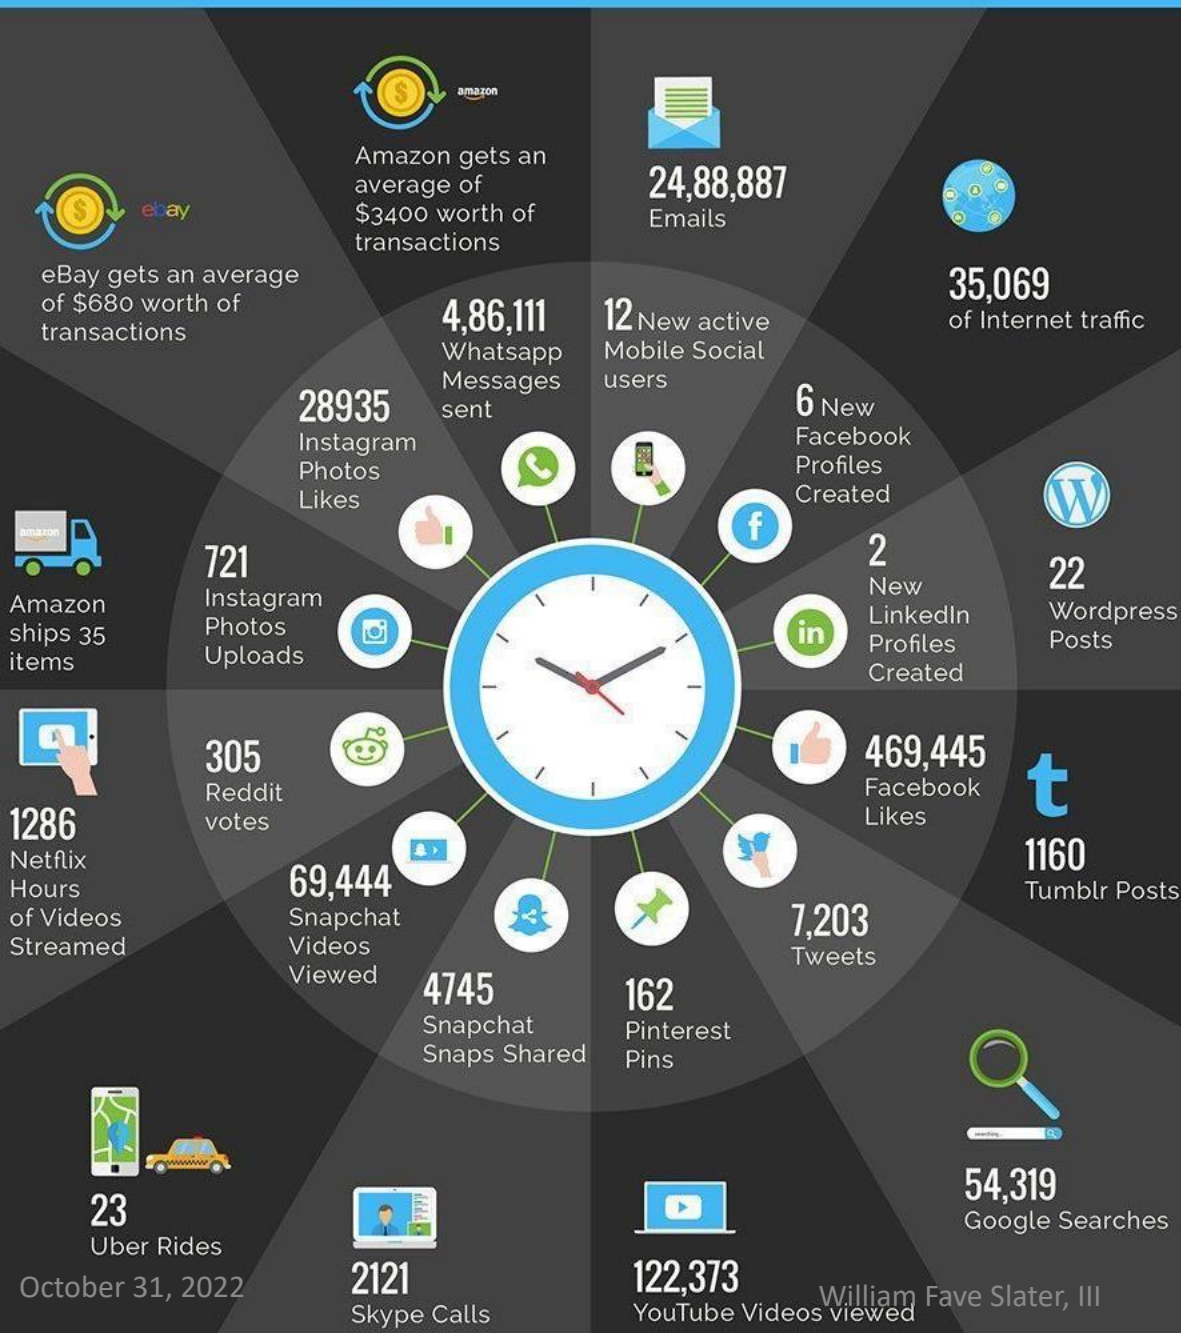 amazon
Amazon gets an
average of
$3400 worth of
transactions
24,88,887
Emails
ebay
eBay gets an average
of $680 worth of
transactions
35,069
of Internet traffic
4,86,111
Whatsapp
Messages
sent
12 New active
Mobile Social
users
28935
Instagram
Photos
Likes
6 New
Facebook
Profiles
Created
amazon
Amazon
ships 35
items
721
Instagram
Photos
Uploads
f
in
2
New
LinkedIn
Profiles
Created
W
22
Wordpress
Posts
1286
Netflix
Hours
of Videos
Streamed
305
Reddit
votes
469,445
Facebook
Likes
t
1160
Tumblr Posts
69,444
Snapchat
Videos
Viewed
7,203
Tweets
4745
Snapchat
Snaps Shared
162
Pinterest
Pins
searching..
54,319
Google Searches
23
Uber Rides
2121
Skype Calls
122,373
YouTube Videos viewed
October 31, 2022
William Fave Slater, III